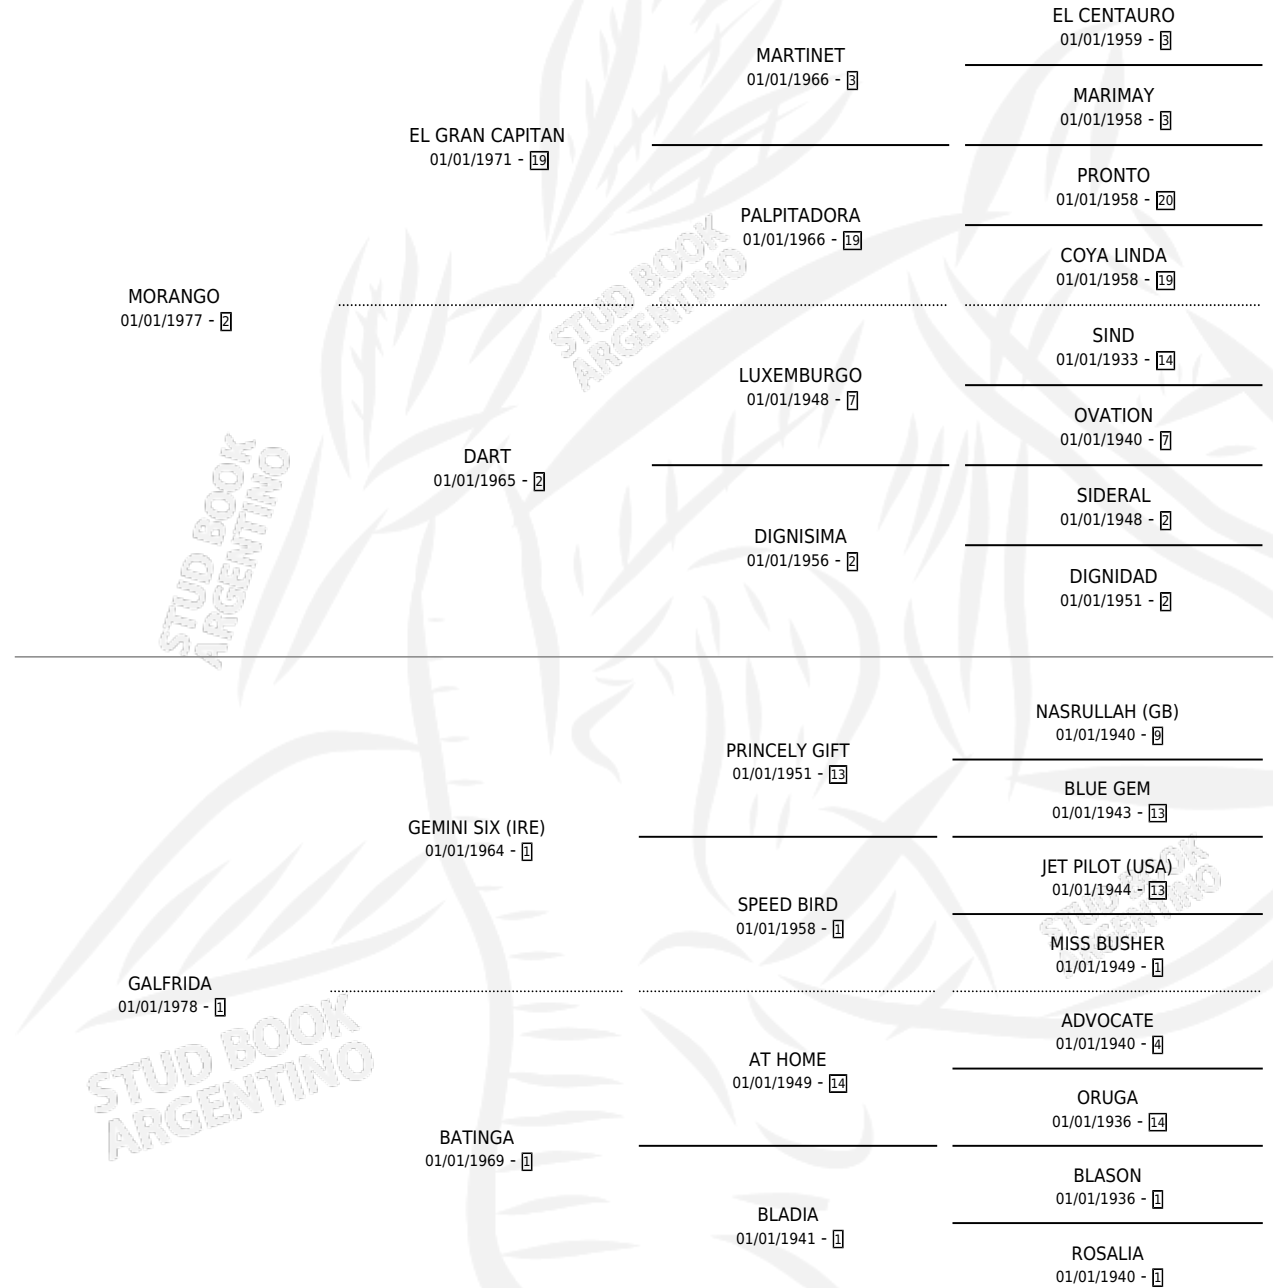 EL CENTAURO
01/01/1959 - 3
MARTINET
01/01/1966 - 3
MARIMAY
01/01/1958 - 3
EL GRAN CAPITAN
01/01/1971 - 19
PRONTO
01/01/1958 - 20
PALPITADORA
01/01/1966 - 19
COYA LINDA
01/01/1958 - 19
MORANGO
01/01/1977 - 2
STUD BOOK
ARGENTINO
SIND
01/01/1933 - 14
LUXEMBURGO
01/01/1948 - 7
OVATION
01/01/1940 - 7
DART
01/01/1965 - 2
SIDERAL
01/01/1948 - 2
DIGNISIMA
01/01/1956 - 2
DIGNIDAD
01/01/1951 - 2
STUD BOOK
ARGENTINO
NASRULLAH (GB)
01/01/1940 - 9
PRINCELY GIFT
01/01/1951 - 13
BLUE GEM
01/01/1943 - 13
GEMINI SIX (IRE)
01/01/1964 - 1
JET PILOT (USA)
01/01/1944 - 13
SPEED BIRD
01/01/1958 - 1
MISS BUSHER
01/01/1949 - 1
STUD BOOK
ARGENTINO
GALFRIDA
01/01/1978 - 1
ADVOCATE
01/01/1940 - 4
AT HOME
01/01/1949 - 14
ORUGA
01/01/1936 - 14
STUD BOOK
ARGENTINO
BATINGA
01/01/1969 - 1
BLASON
01/01/1936 - 1
BLADIA
01/01/1941 - 1
ROSALIA
01/01/1940 - 1